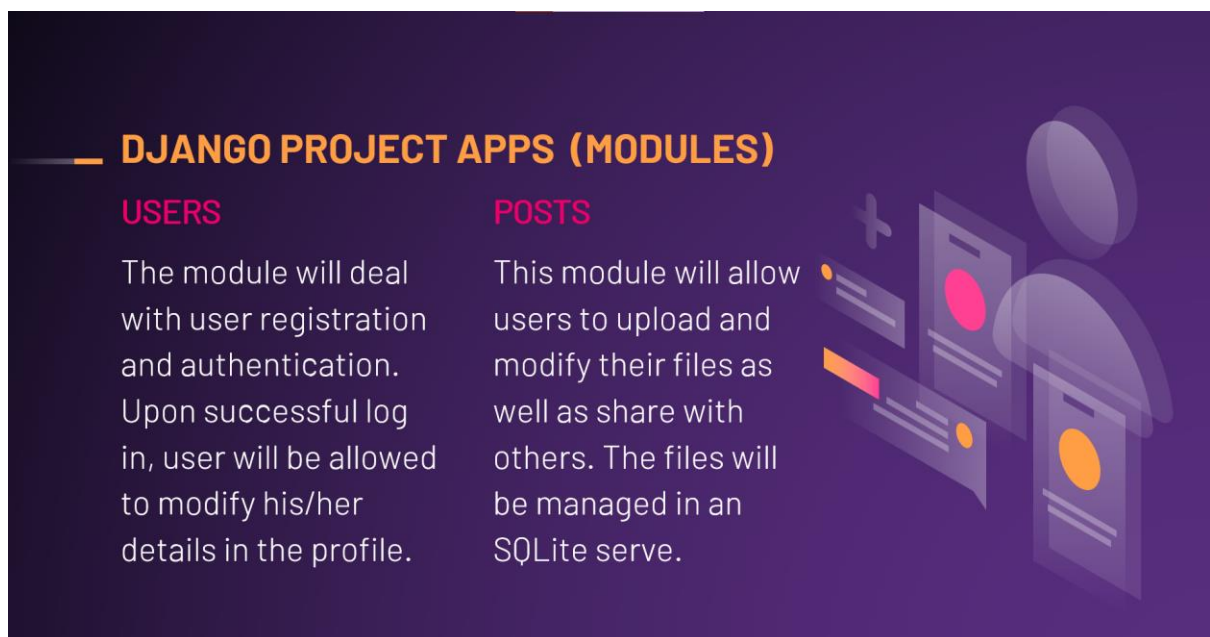 DJANGO PROJECT APPS (MODULES)
USERS
The module will deal
with user registration
and authentication.
Upon successful log
in, user will be allowed
to modify his/her
details in the profile.
POSTS
This module will allow
users to upload and
modify their files as
well as share with
others. The files will
be managed in an
SQLite serve.